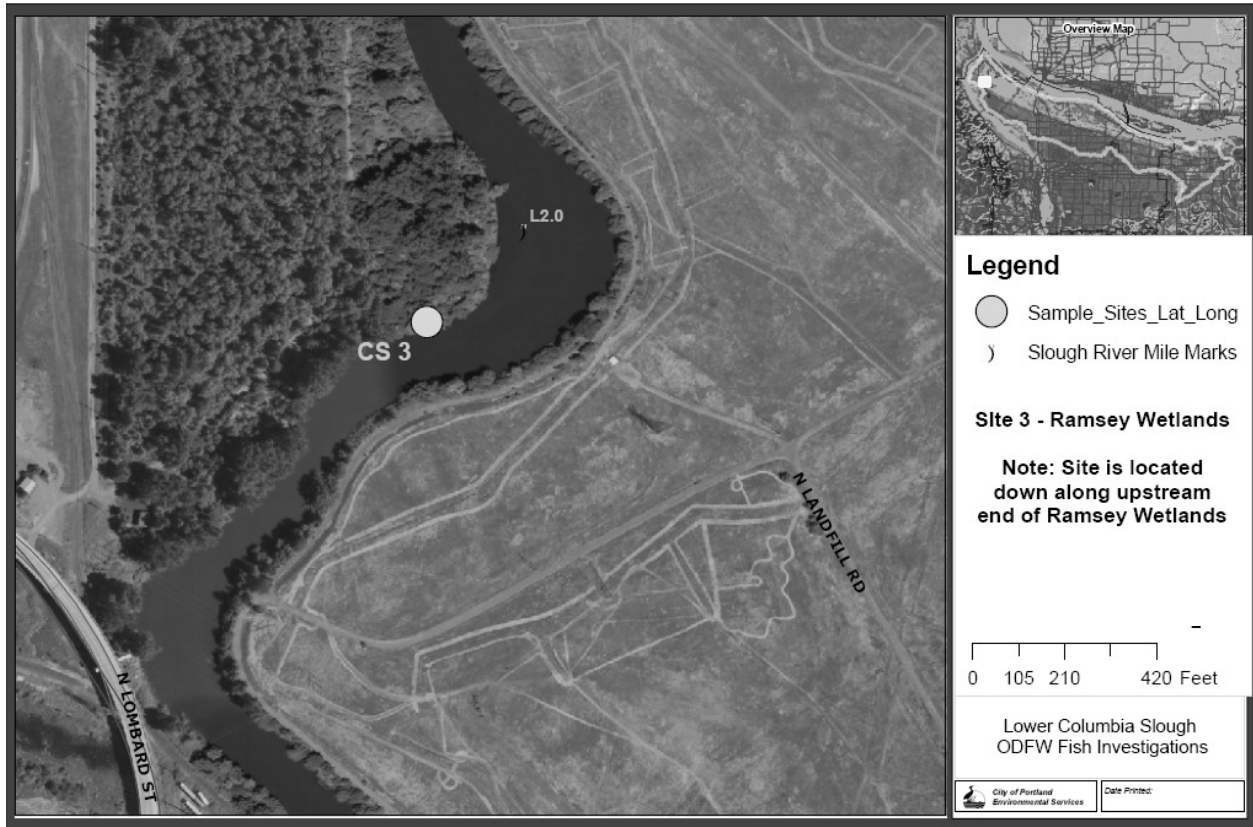 Overview Map
L2.0
CS 3
N LANDFILL RD
N LOMBARD ST
Legend
Sample_Sites_Lat_Long
Slough River Mile Marks
SIte 3 - Ramsey Wetlands
Note: Site is located
down along upstream
end of Ramsey Wetlands
0 105 210 420 Feet
Lower Columbia Slough
ODFW Fish Investigations
City of Portland
Environmental Services
Date Printed: